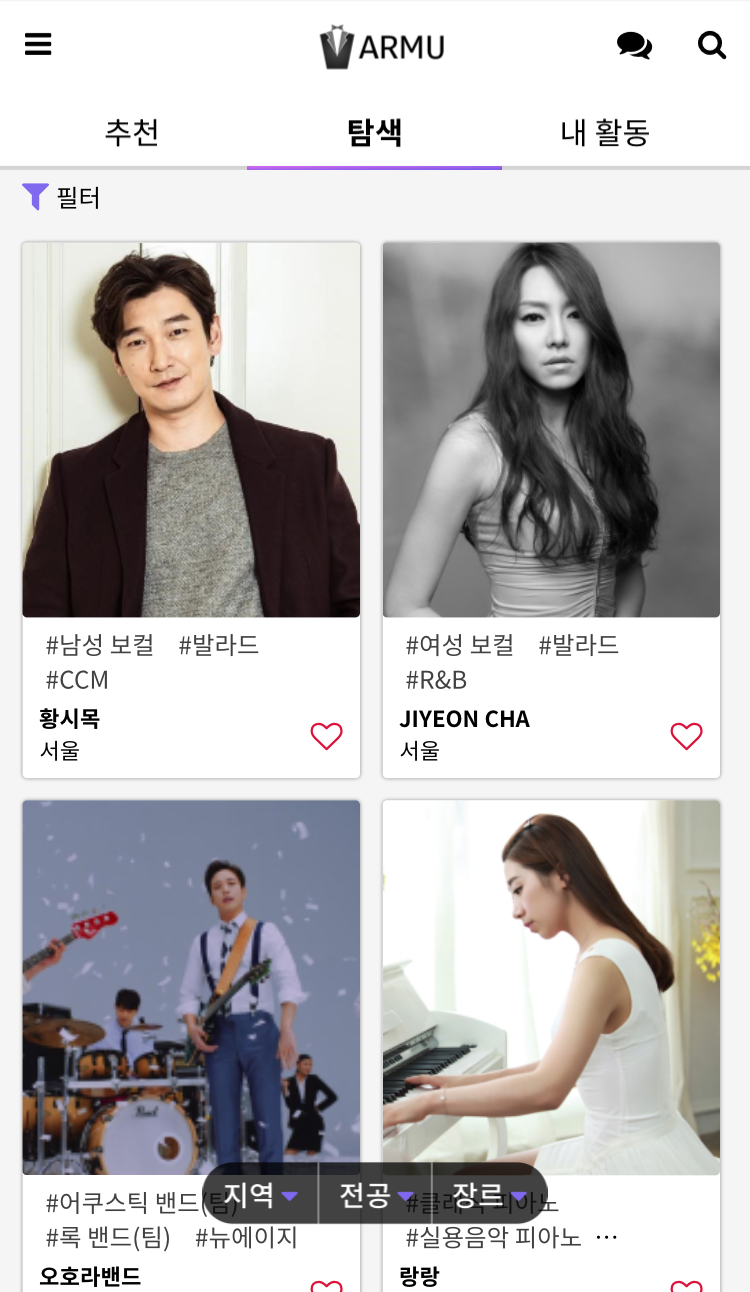 ARMU
추천 탐색 내 활동
필터
#남성 보컬 #발라드
#CCM
황시목
서울
#여성 보컬 #발라드
#R&B
JIYEON CHA
서울
Pearl
#어쿠스틱 밴드(팀)
#록 밴드(팀) #뉴에이지
오호라밴드
#클래식 피아노
#실용음악 피아노 …
랑랑
지역 전공 장르